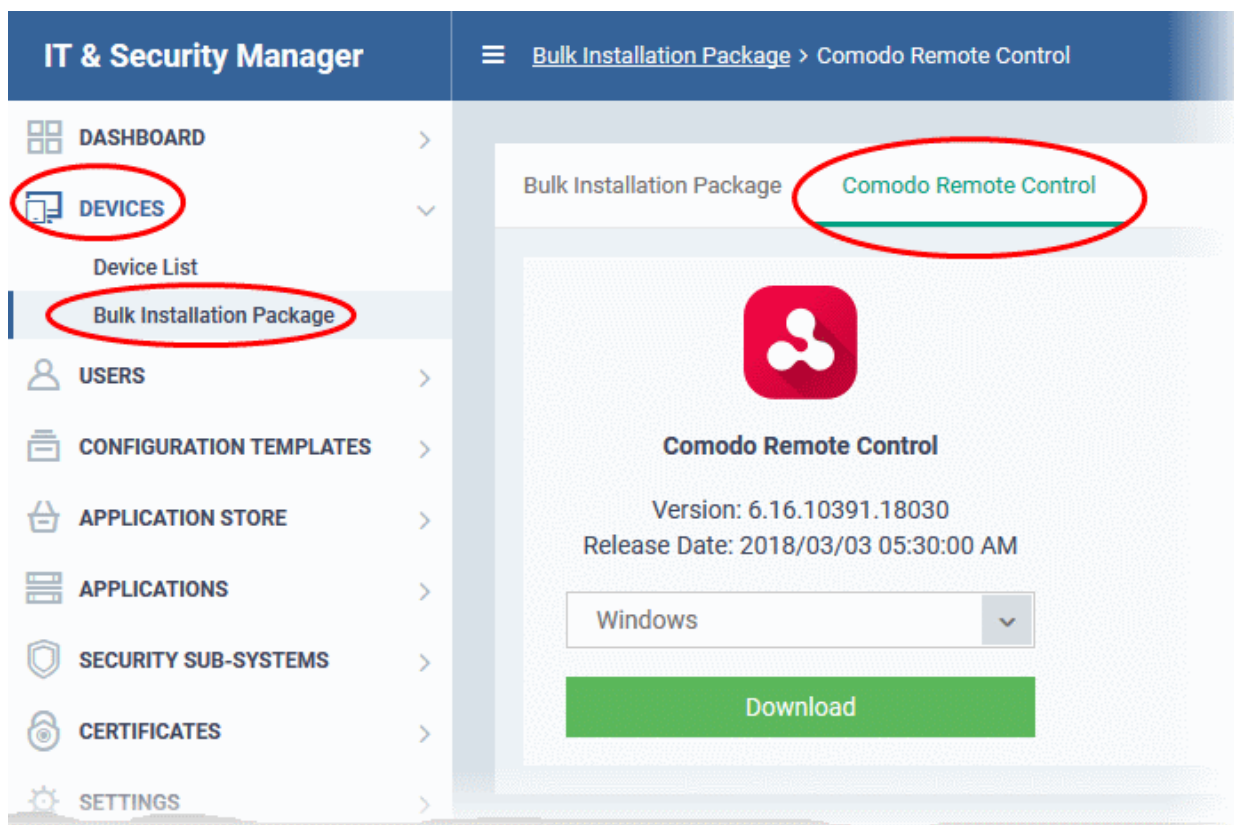 IT & Security Manager
Bulk Installation Package > Comodo Remote Control
DASHBOARD
DEVICES
Device List
Bulk Installation Package
USERS
CONFIGURATION TEMPLATES
APPLICATION STORE
APPLICATIONS
SECURITY SUB-SYSTEMS
CERTIFICATES
SETTINGS
Bulk Installation Package
Comodo Remote Control
Comodo Remote Control
Version: 6.16.10391.18030
Release Date: 2018/03/03 05:30:00 AM
Windows
Download